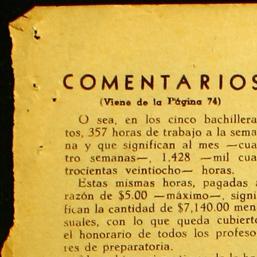 COMENTARIOS
(Viene de la Página 74)
O sea, en los cinco bachillera-
tos, 357 horas de trabajo a la sema-
na y que significan al mes —cua-
tro semanas—, 1.428 —mil cua-
trocientas veintiocho— horas.
Estas mismas horas, pagadas a
razón de $5.00 —máximo—, signi-
fican la cantidad de $7,140.00 men-
suales, con lo que queda cubierto
el honorario de todos los profeso-
res de preparatoria.